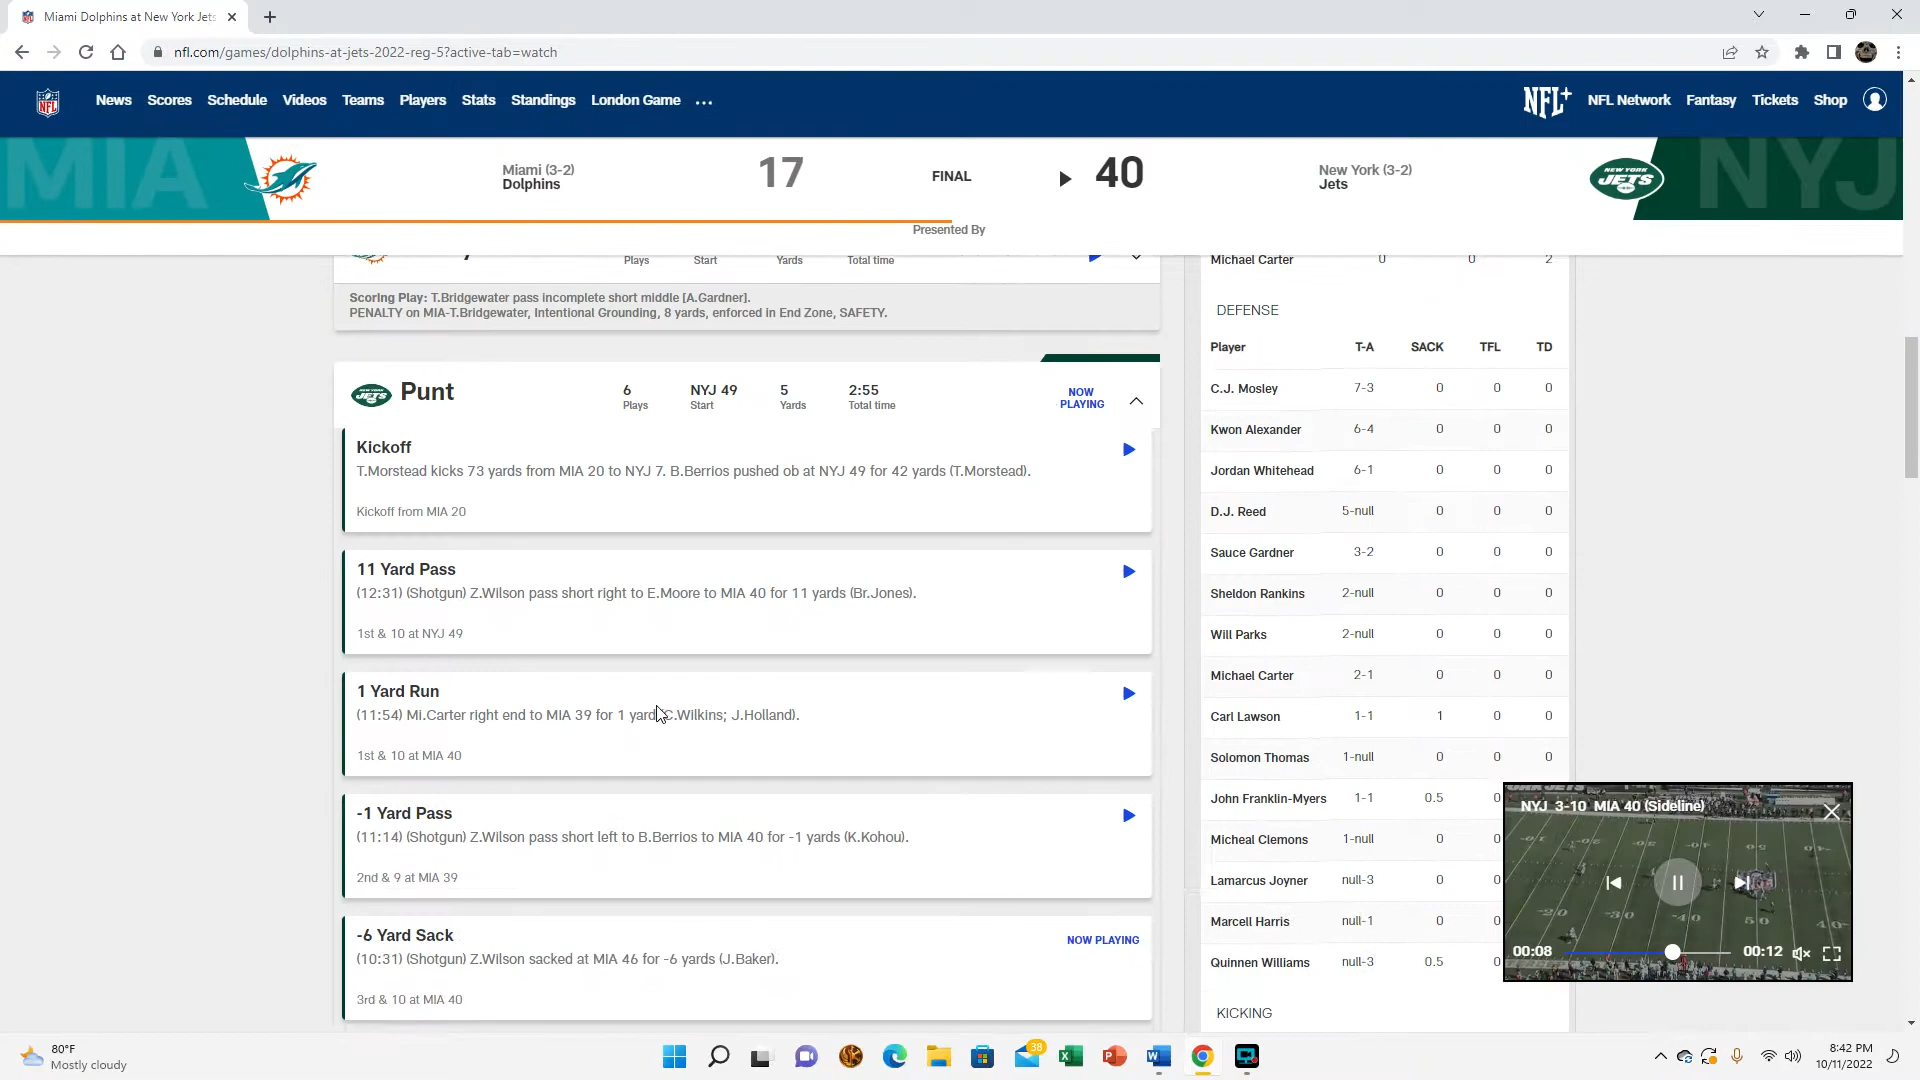 Miami Dolphins at New York Jets
nfl.com/games/dolphins-at-jets-2022-reg-5?active-tab=watch
News Scores Schedule Videos Teams Players Stats Standings London Game ...
NFL+ NFL Network Fantasy Tickets Shop
MIA
Miami (3-2)
Dolphins
17
FINAL
40
New York (3-2)
Jets
NYJ
Presented By
Plays Start Yards Total time
Scoring Play: T.Bridgewater pass incomplete short middle [A.Gardner].
PENALTY on MIA-T.Bridgewater, Intentional Grounding, 8 yards, enforced in End Zone, SAFETY.
Punt
6 NYJ 49 5 2:55
Plays Start Yards Total time
NOW
PLAYING
Kickoff
T.Morstead kicks 73 yards from MIA 20 to NYJ 7. B.Berrios pushed ob at NYJ 49 for 42 yards (T.Morstead).
Kickoff from MIA 20
11 Yard Pass
(12:31) (Shotgun) Z.Wilson pass short right to E.Moore to MIA 40 for 11 yards (Br.Jones).
1st & 10 at NYJ 49
1 Yard Run
(11:54) Mi.Carter right end to MIA 39 for 1 yard C.Wilkins; J.Holland).
1st & 10 at MIA 40
-1 Yard Pass
(11:14) (Shotgun) Z.Wilson pass short left to B.Berrios to MIA 40 for -1 yards (K.Kohou).
2nd & 9 at MIA 39
-6 Yard Sack
NOW PLAYING
(10:31) (Shotgun) Z.Wilson sacked at MIA 46 for -6 yards (J.Baker).
3rd & 10 at MIA 40
Michael Carter 0 0 2
DEFENSE
Player T-A SACK TFL TD
C.J. Mosley 7-3 0 0 0
Kwon Alexander 6-4 0 0 0
Jordan Whitehead 6-1 0 0 0
D.J. Reed 5-null 0 0 0
Sauce Gardner 3-2 0 0 0
Sheldon Rankins 2-null 0 0 0
Will Parks 2-null 0 0 0
Michael Carter 2-1 0 0 0
Carl Lawson 1-1 1 0 0
Solomon Thomas 1-null 0 0 0
John Franklin-Myers 1-1 0.5 0
Micheal Clemons 1-null 0 0
Lamarcus Joyner null-3 0 0
Marcell Harris null-1 0 0
Quinnen Williams null-3 0.5 0
KICKING
NYJ 3-10 MIA 40 (Sideline)
00:08 00:12
80°F
Mostly cloudy
38
8:42 PM
10/11/2022